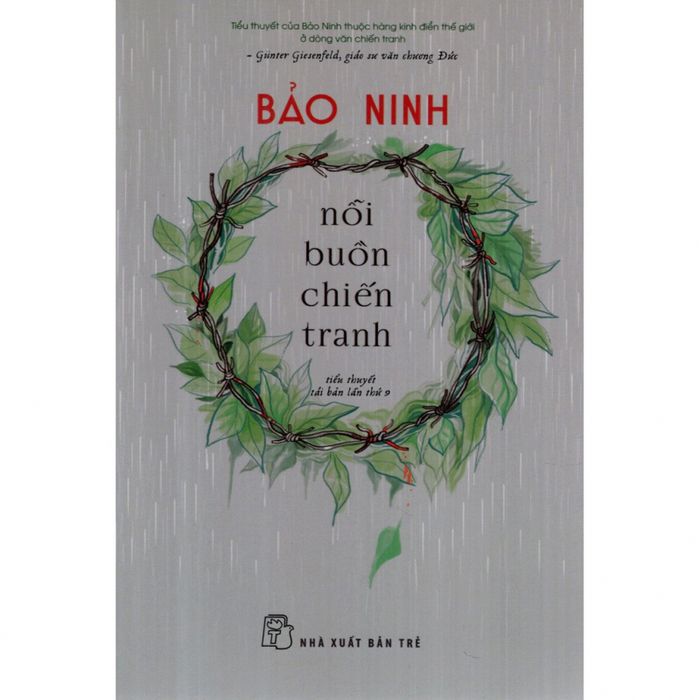 Tiểu thuyết của Bảo Ninh thuộc hàng kinh điển thế giới
ở dòng văn chiến tranh
- Günter Giesenfeld, giáo sư văn chương Đức
BẢO NINH
nỗi
buồn
chiến
tranh
tiểu thuyết
tái bản lần thứ 9
NHÀ XUẤT BẢN TRẺ